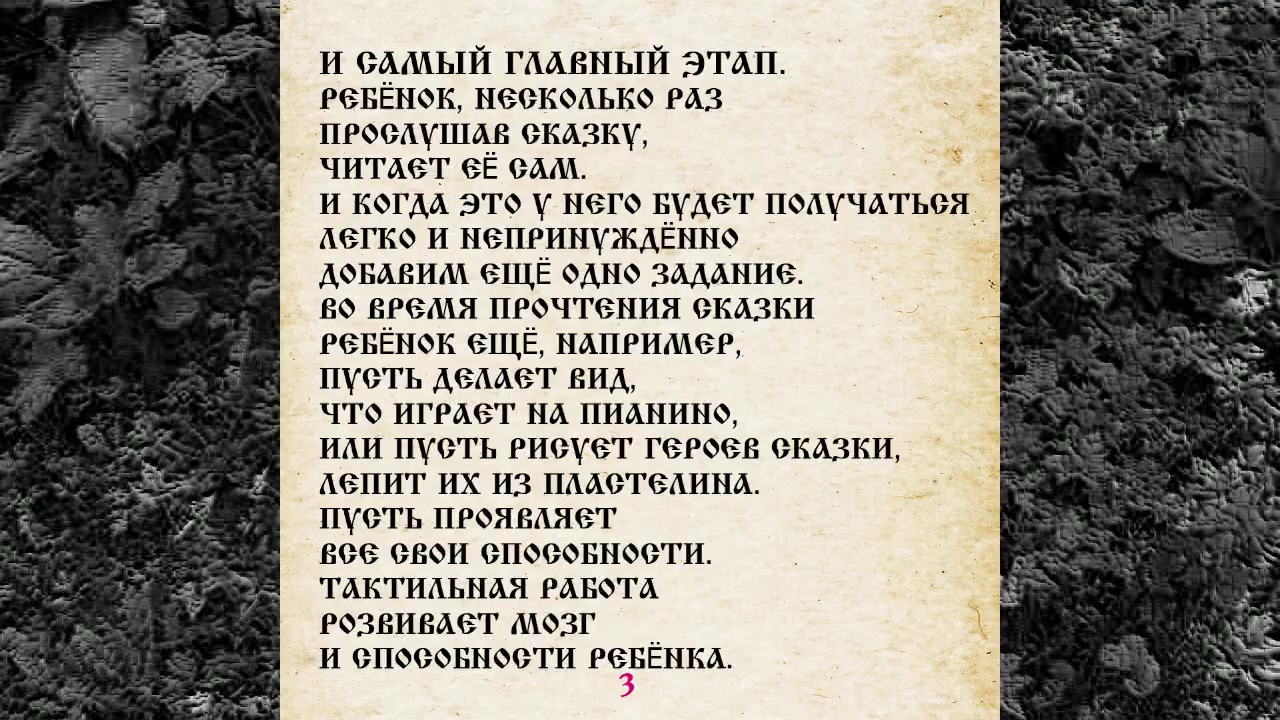 И САМЫЙ ГЛАВНЫЙ ЭТАП.
РЕБЁНОК, НЕСКОЛЬКО РАЗ
ПРОСЛУШАВ СКАЗКУ,
ЧИТАЕТ ЕЁ САМ.
И КОГДА ЭТО У НЕГО БУДЕТ ПОЛУЧАТЬСЯ
ЛЕГКО И НЕПРИНУЖДЁННО
ДОБАВИМ ЕЩЁ ОДНО ЗАДАНИЕ.
ВО ВРЕМЯ ПРОЧТЕНИЯ СКАЗКИ
РЕБЁНОК ЕЩЁ, НАПРИМЕР,
ПУСТЬ ДЕЛАЕТ ВИД,
ЧТО ИГРАЕТ НА ПИАНИНО,
ИЛИ ПУСТЬ РИСУЕТ ГЕРОЕВ СКАЗКИ,
ЛЕПИТ ИХ ИЗ ПЛАСТЕЛИНА.
ПУСТЬ ПРОЯВЛЯЕТ
ВСЕ СВОИ СПОСОБНОСТИ.
ТАКТИЛЬНАЯ РАБОТА
РОЗВИВАЕТ МОЗГ
И СПОСОБНОСТИ РЕБЁНКА.
3